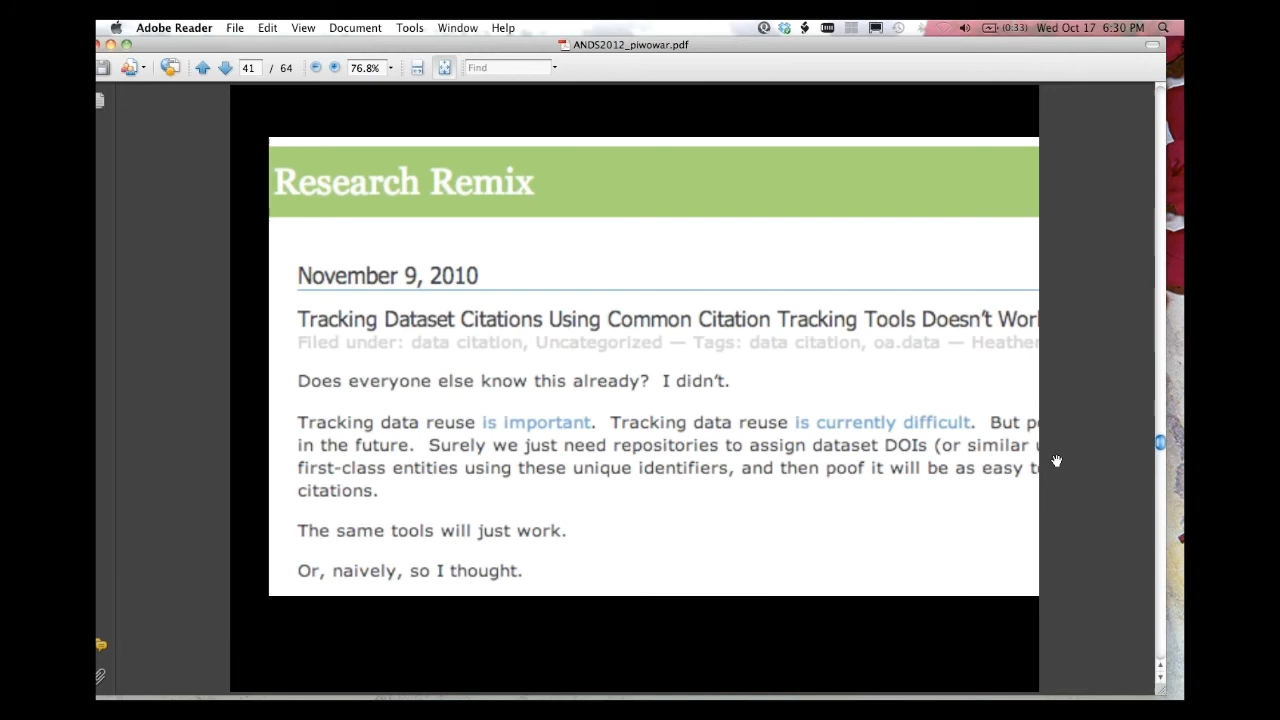 Adobe Reader File Edit View Document Tools Window Help (0:33) Wed Oct 17 6:30 PM
ANDS2012_piwowar.pdf
41 / 64 76.8% Find
Research Remix
November 9, 2010
Tracking Dataset Citations Using Common Citation Tracking Tools Doesn't Work
Filed under: data citation, Uncategorized — Tags: data citation, oa.data — Heather
Does everyone else know this already? I didn't.
Tracking data reuse is important. Tracking data reuse is currently difficult. But
in the future. Surely we just need repositories to assign dataset DOIs (or similar
first-class entities using these unique identifiers, and then poof it will be as easy
citations.
The same tools will just work.
Or, naively, so I thought.